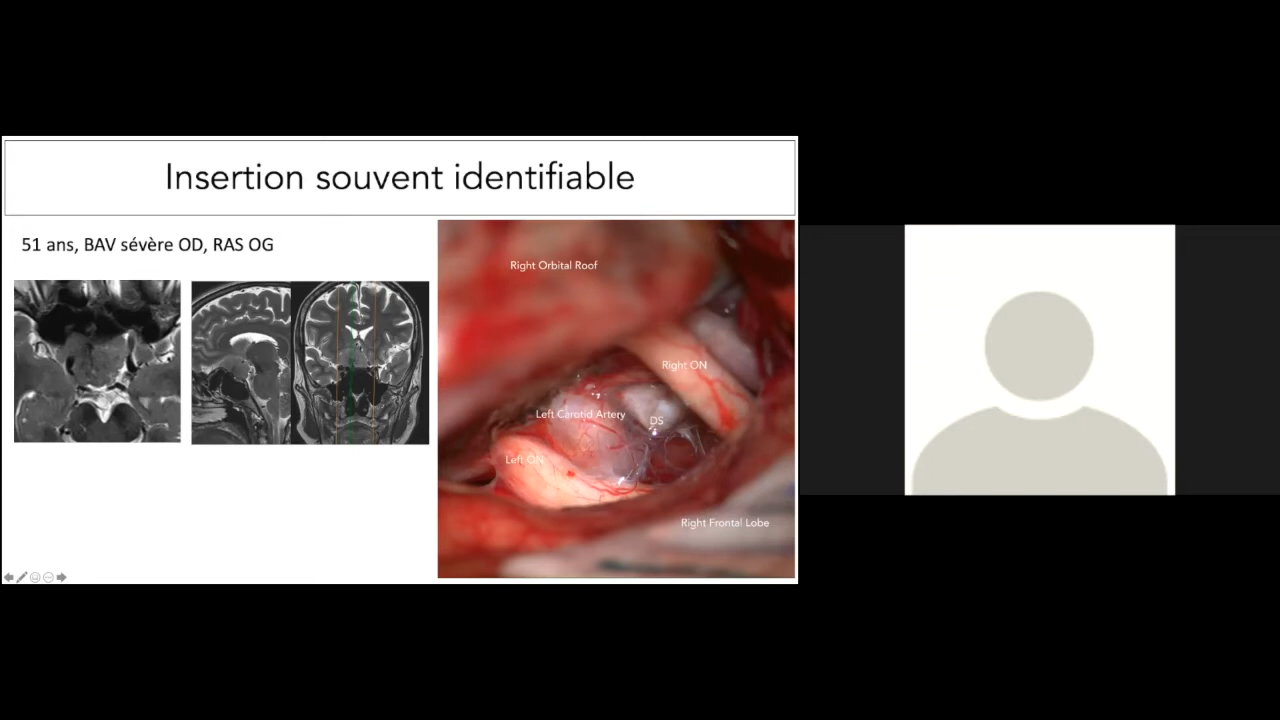 Insertion souvent identifiable
51 ans, BAV sévère OD, RAS OG
Right Orbital Roof
Right ON
Left Carotid Artery
DS
Left ON
Right Frontal Lobe